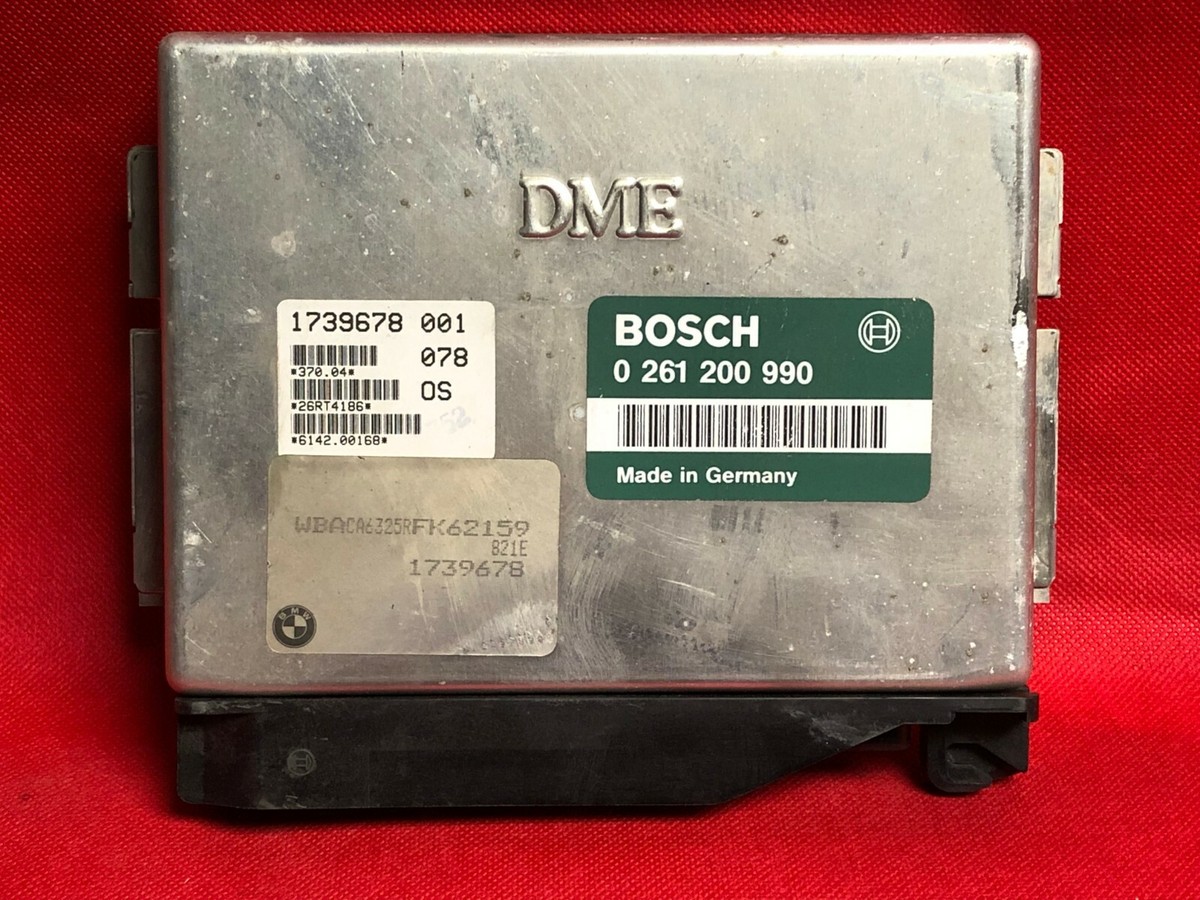 DME
1739678 001
078
*370.04*
OS
*26RT4186*
*6142.00168*
BOSCH
0 261 200 990
Made in Germany
WBACA6325RFK62159
821E
1739678
BMW